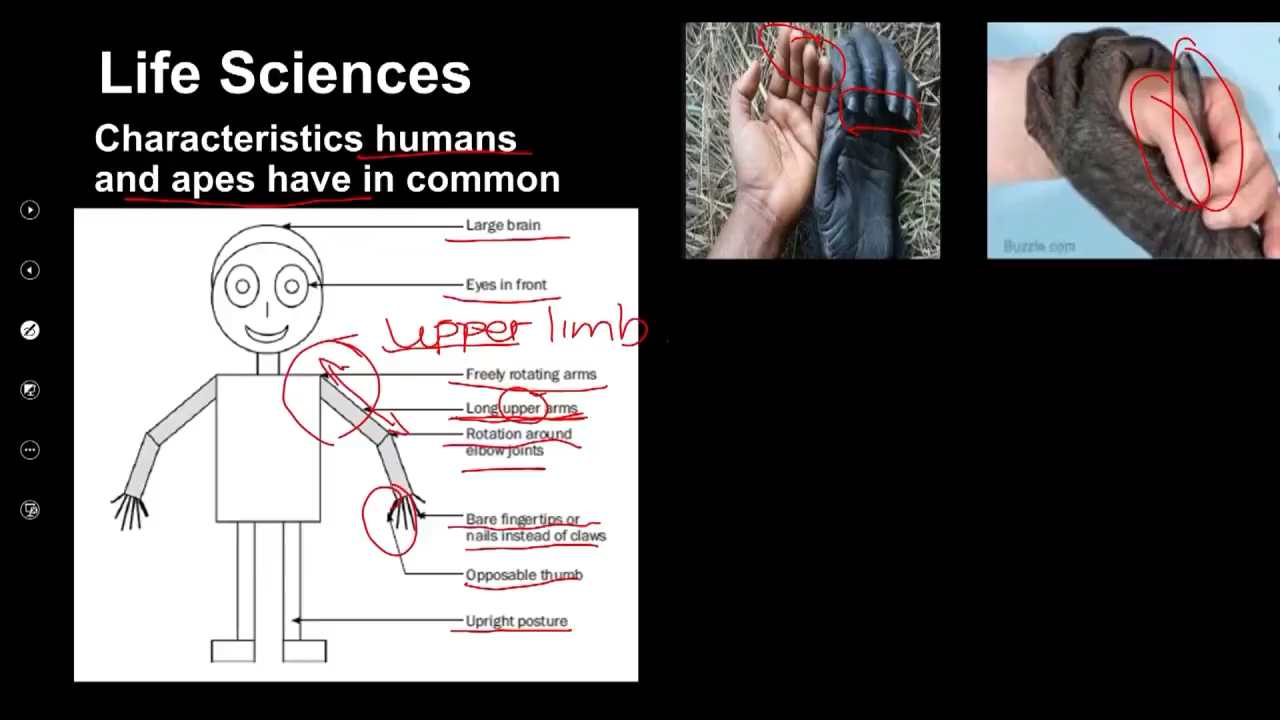 Life Sciences
Characteristics humans
and apes have in common
Large brain
Eyes in front
upper limb
Freely rotating arms
Long upper arms
Rotation around
elbow joints
Bare fingertips or
nails instead of claws
Opposable thumb
Upright posture
Buzzle.com